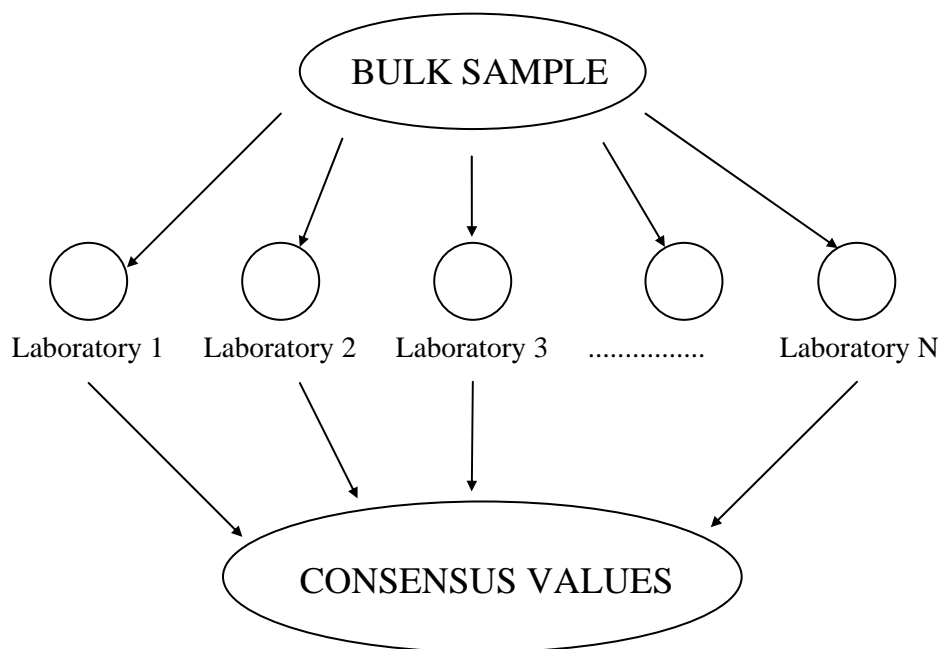 BULK SAMPLE
Laboratory 1 Laboratory 2 Laboratory 3 ................ Laboratory N
CONSENSUS VALUES